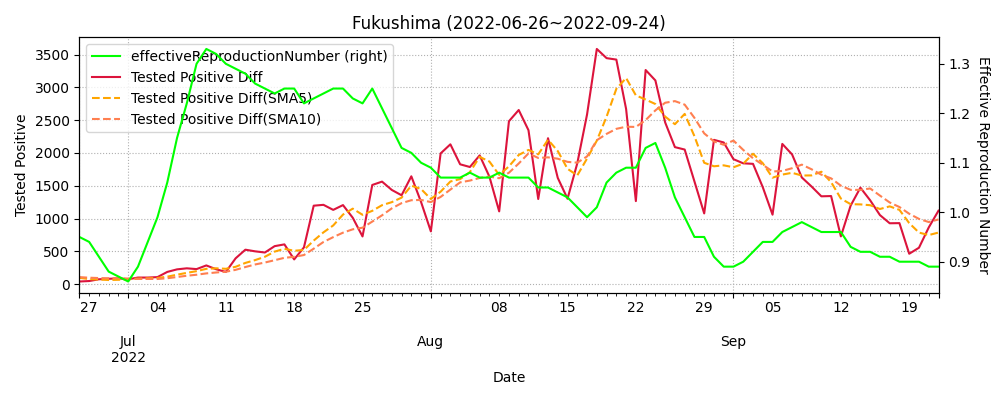 Fukushima (2022-06-26~2022-09-24)
effectiveReproductionNumber (right)
Tested Positive Diff
Tested Positive Diff(SMA5)
Tested Positive Diff(SMA10)
Tested Positive
3500
3000
2500
2000
1500
1000
500
0
1.3
1.2
1.1
1.0
0.9
Effective Reproduction Number
27 04 11 18 25 08 15 22 29 05 12 19
Jul Aug Sep
2022
Date